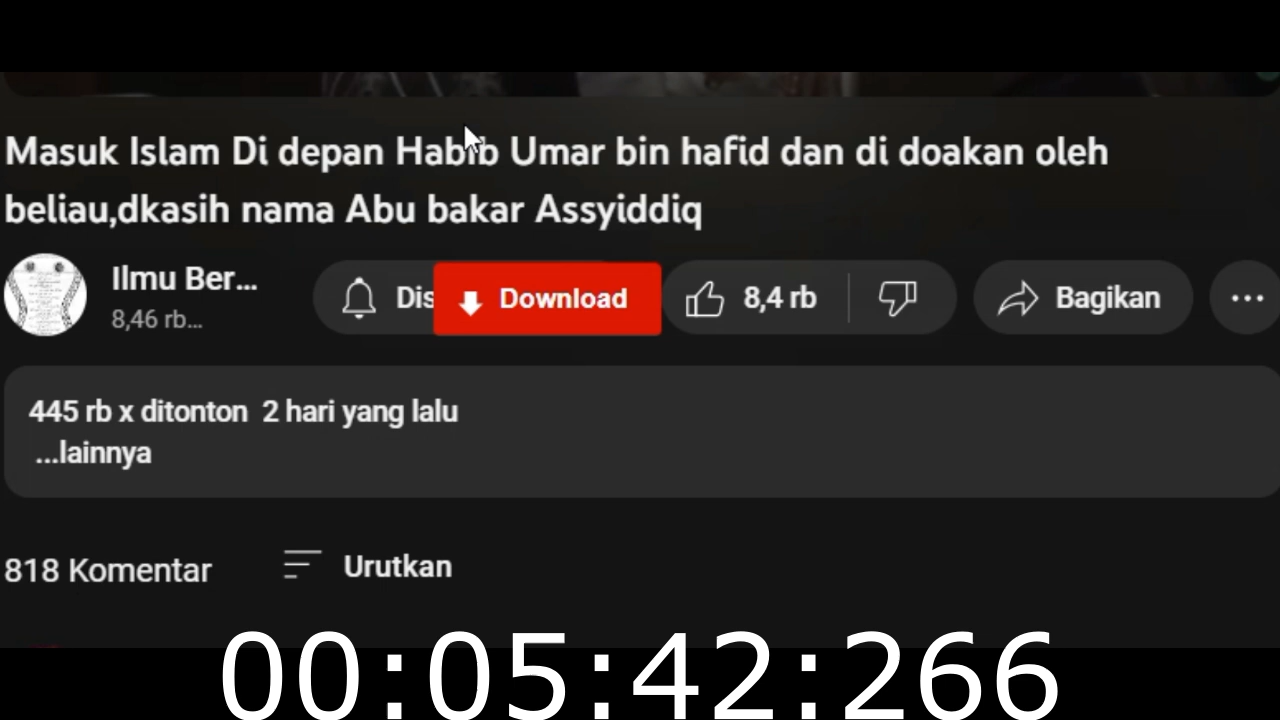 Masuk Islam Di depan Habib Umar bin hafid dan di doakan oleh
beliau,dkasih nama Abu bakar Assyiddiq
Ilmu Ber...
8,46 rb...
Dis
Download
8,4 rb
Bagikan
445 rb x ditonton 2 hari yang lalu
...lainnya
818 Komentar
Urutkan
00:05:42:266